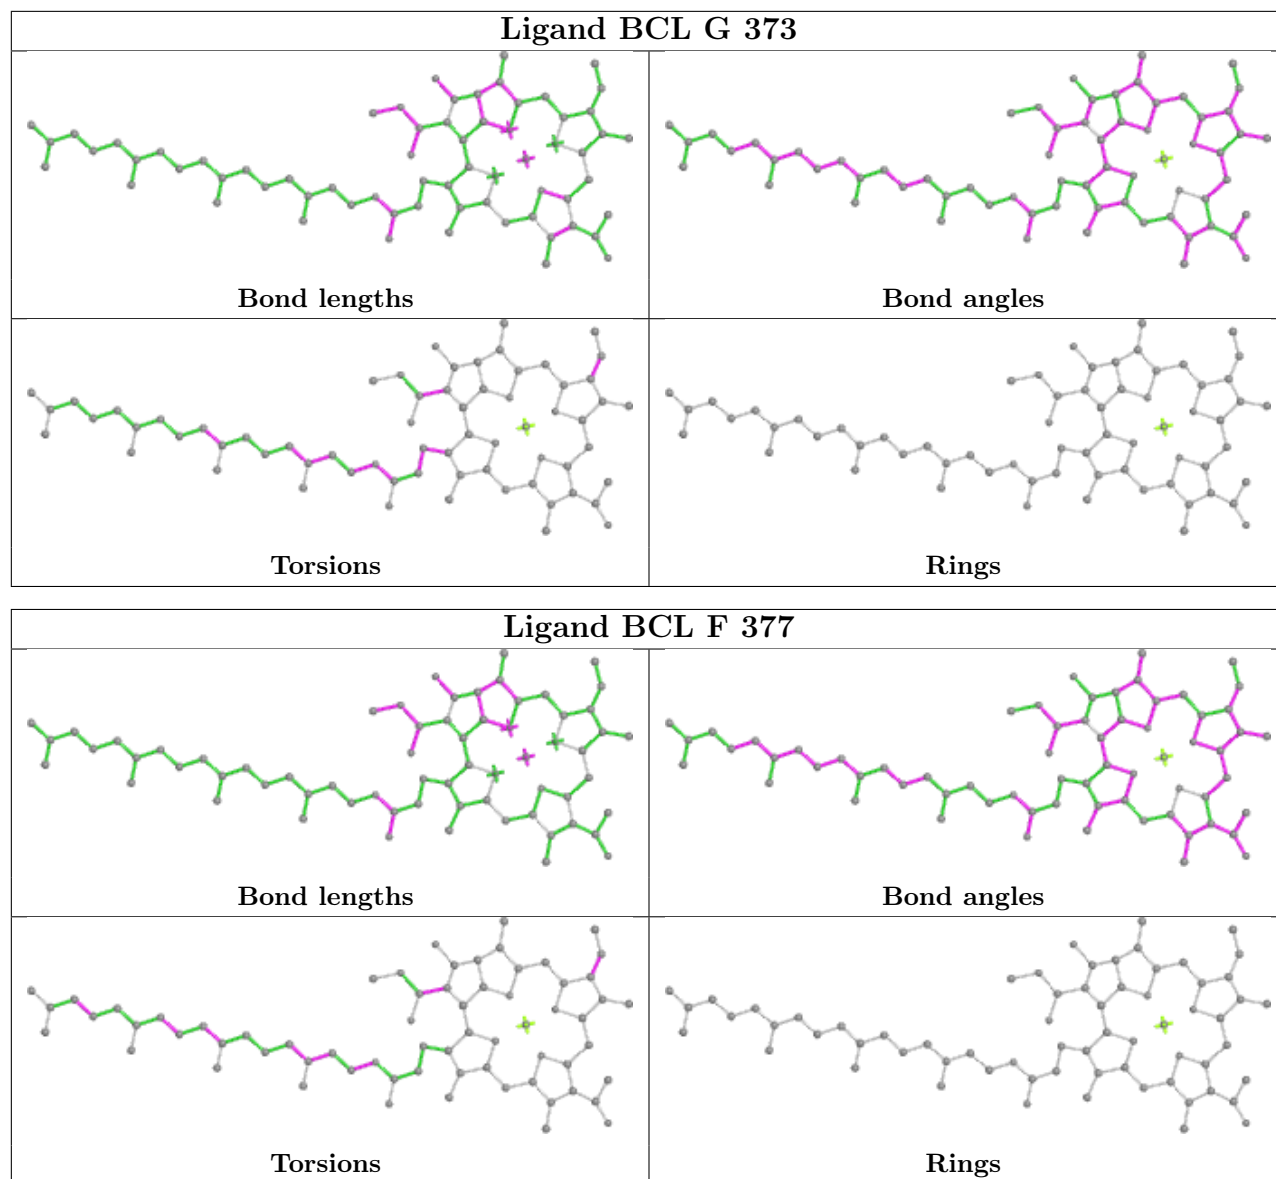 Ligand BCL G 373
Bond lengths
Bond angles
Torsions
Rings
Ligand BCL F 377
Bond lengths
Bond angles
Torsions
Rings